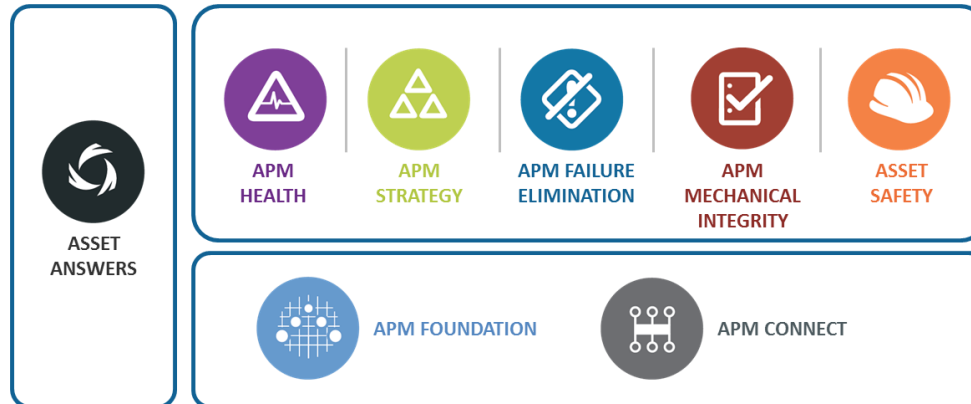 ASSET
ANSWERS
APM
HEALTH
APM
STRATEGY
APM FAILURE
ELIMINATION
APM
MECHANICAL
INTEGRITY
ASSET
SAFETY
APM FOUNDATION
APM CONNECT